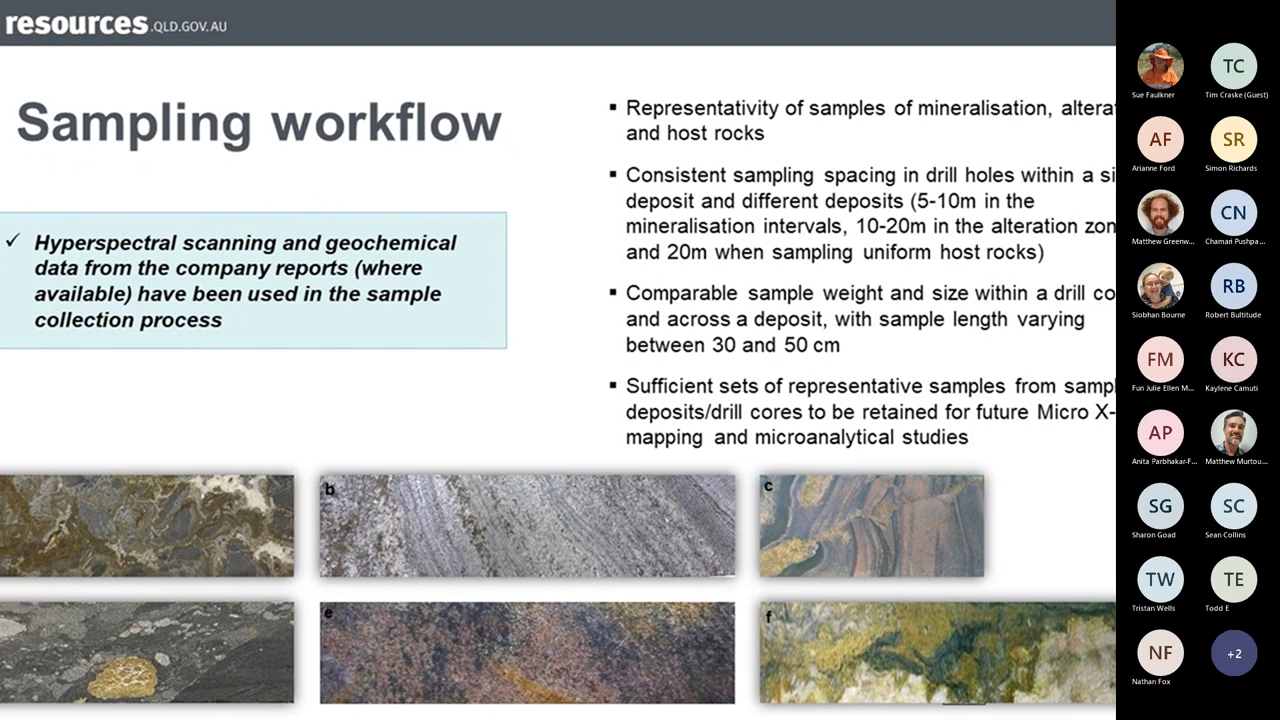 resources.QLD.GOV.AU
Sampling workflow
✓ Hyperspectral scanning and geochemical
data from the company reports (where
available) have been used in the sample
collection process
▪ Representativity of samples of mineralisation, altera
and host rocks
▪ Consistent sampling spacing in drill holes within a si
deposit and different deposits (5-10m in the
mineralisation intervals, 10-20m in the alteration zon
and 20m when sampling uniform host rocks)
▪ Comparable sample weight and size within a drill co
and across a deposit, with sample length varying
between 30 and 50 cm
▪ Sufficient sets of representative samples from sampl
deposits/drill cores to be retained for future Micro X-
mapping and microanalytical studies
b
c
e
f
Sue Faulkner
TC
Tim Craske (Guest)
AF
Arianne Ford
SR
Simon Richards
Matthew Greenw...
CN
Chamari Pushpa...
Siobhan Bourne
RB
Robert Bultitude
FM
Fun Julie Ellen M...
KC
Kaylene Camuti
AP
Anita Parbhakar-F...
Matthew Murtou...
SG
Sharon Goad
SC
Sean Collins
TW
Tristan Wells
TE
Todd E
NF
Nathan Fox
+2